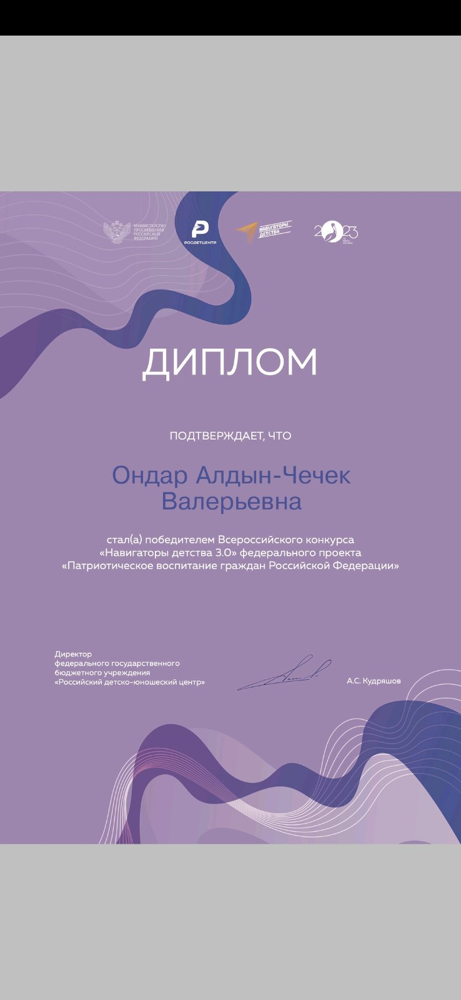 МИНИСТЕРСТВО
ПРОСВЕЩЕНИЯ
РОССИЙСКОЙ
ФЕДЕРАЦИИ
РОСДЕТЦЕНТР
НАВИГАТОРЫ
ДЕТСТВА
2023
ДИПЛОМ
ПОДТВЕРЖДАЕТ, ЧТО
Ондар Алдын-Чечек
Валерьевна
стал(а) победителем Всероссийского конкурса
«Навигаторы детства 3.0» федерального проекта
«Патриотическое воспитание граждан Российской Федерации»
Директор
федерального государственного
бюджетного учреждения
«Российский детско-юношеский центр»
А.С. Кудряшов